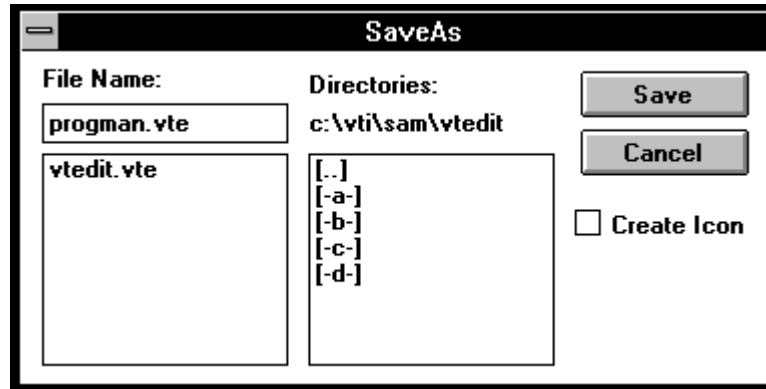 SaveAs
File Name:
progman.vte
vtedit.vte
Directories:
c:\vti\sam\vtedit
[..]
[-a-]
[-b-]
[-c-]
[-d-]
Save
Cancel
Create Icon